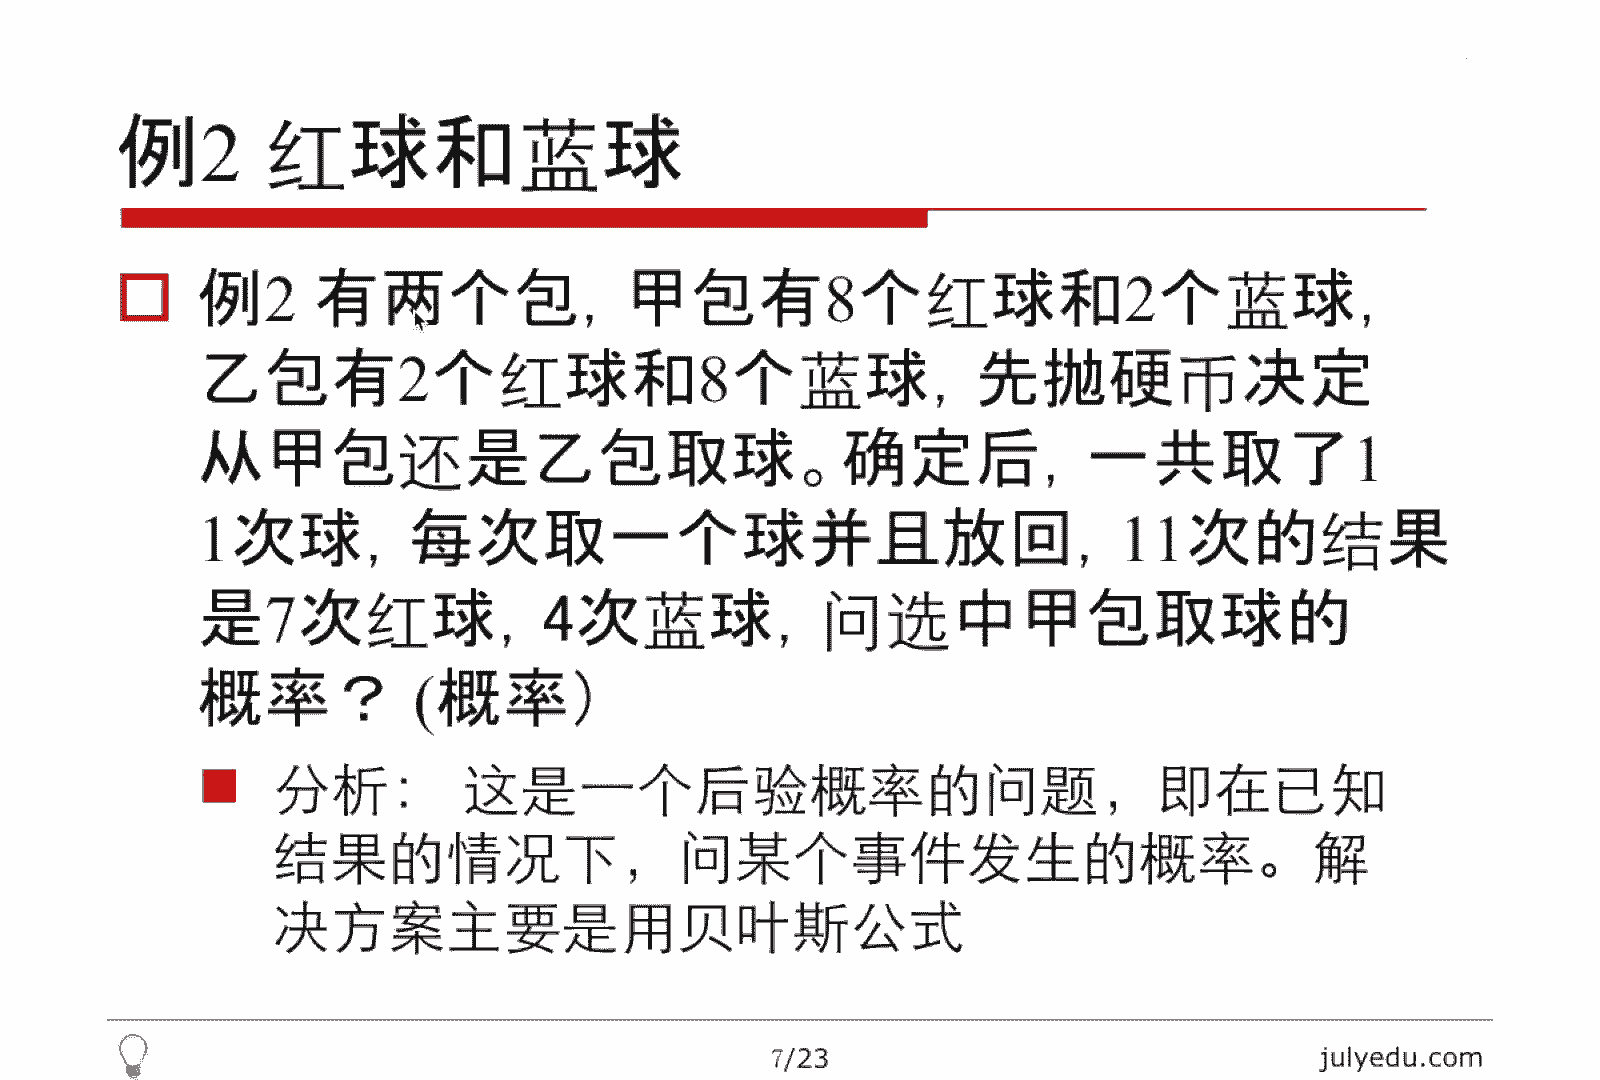 例2 红球和蓝球
例2 有两个包，甲包有8个红球和2个蓝球，
乙包有2个红球和8个蓝球，先抛硬币决定
从甲包还是乙包取球。确定后，一共取了1
1次球，每次取一个球并且放回，11次的结果
是7次红球，4次蓝球，问选中甲包取球的
概率？(概率）
分析： 这是一个后验概率的问题，即在已知
结果的情况下，问某个事件发生的概率。解
决方案主要是用贝叶斯公式
7/23
julyedu.com